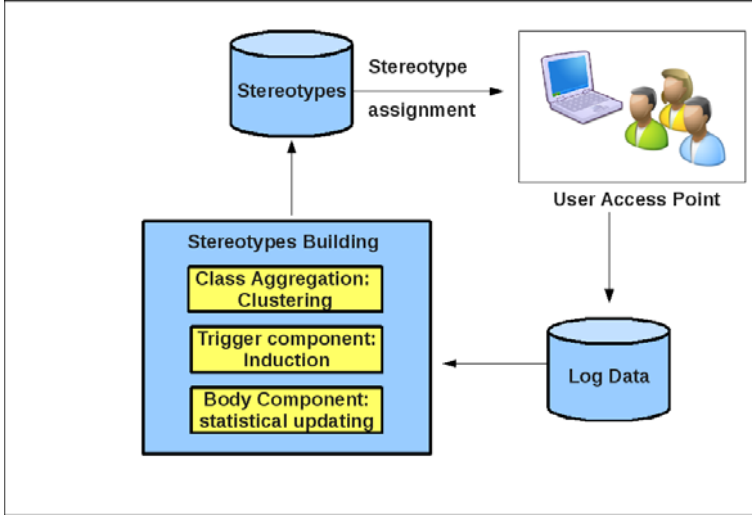 Stereotypes
Stereotype
assignment
User Access Point
Stereotypes Building
Class Aggregation:
Clustering
Trigger component:
Induction
Body Component:
statistical updating
Log Data